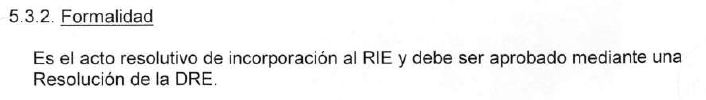 5.3.2. Formalidad
Es el acto resolutivo de incorporación al RIE y debe ser aprobado mediante una
Resolución de la DRE.